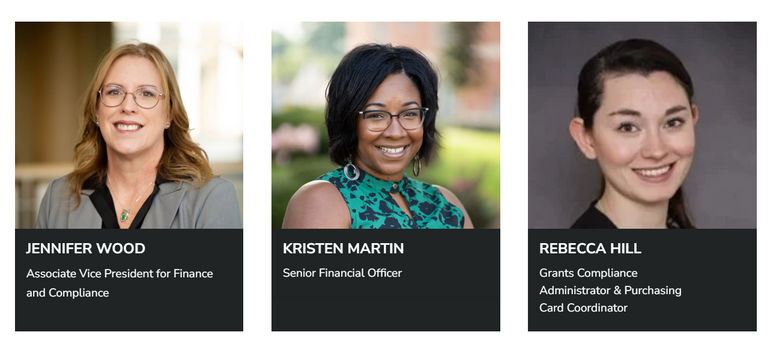 JENNIFER WOOD
Associate Vice President for Finance
and Compliance
KRISTEN MARTIN
Senior Financial Officer
REBECCA HILL
Grants Compliance
Administrator & Purchasing
Card Coordinator